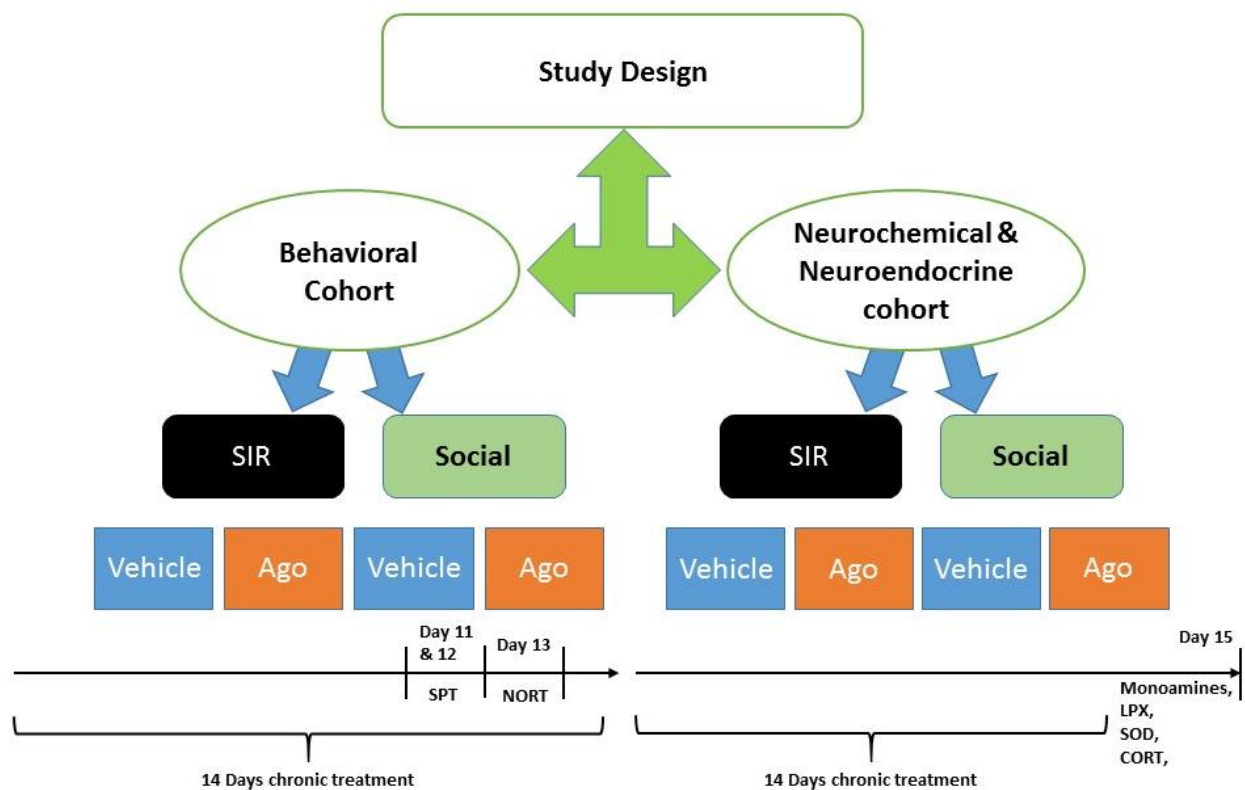 Study Design
Behavioral
Cohort
Neurochemical &
Neuroendocrine
cohort
SIR
Social
SIR
Social
Vehicle
Ago
Vehicle
Ago
Vehicle
Ago
Vehicle
Ago
Day 11
& 12
Day 13
SPT
NORT
14 Days chronic treatment
Day 15
Monoamines,
LPX,
SOD,
CORT,
14 Days chronic treatment